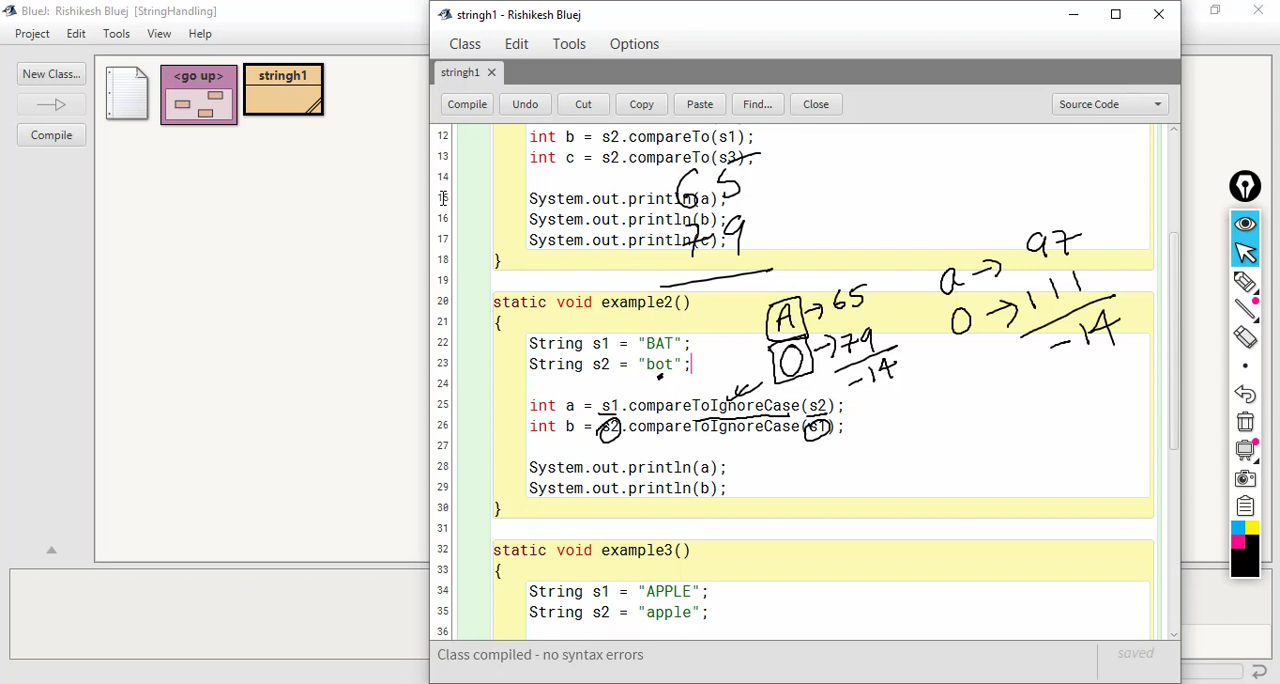 BlueJ: Rishikesh Bluej [StringHandling]
Project Edit Tools View Help
New Class...
Compile
<go up>
stringh1
stringh1 - Rishikesh Bluej
Class Edit Tools Options
stringh1
Compile Undo Cut Copy Paste Find... Close Source Code
12 int b = s2.compareTo(s1);
13 int c = s2.compareTo(s3);
14
15 System.out.println(a);
16 System.out.println(b);
17 System.out.println(c);
18 }
19
20 static void example2()
21 {
22 String s1 = "BAT";
23 String s2 = "bot";
24
25 int a = s1.compareToIgnoreCase(s2);
26 int b = s2.compareToIgnoreCase(s1);
27
28 System.out.println(a);
29 System.out.println(b);
30 }
31
32 static void example3()
33 {
34 String s1 = "APPLE";
35 String s2 = "apple";
36
65
79
A → 65
O → 79
-14
a → 97
o → 111
-14
Class compiled - no syntax errors
saved